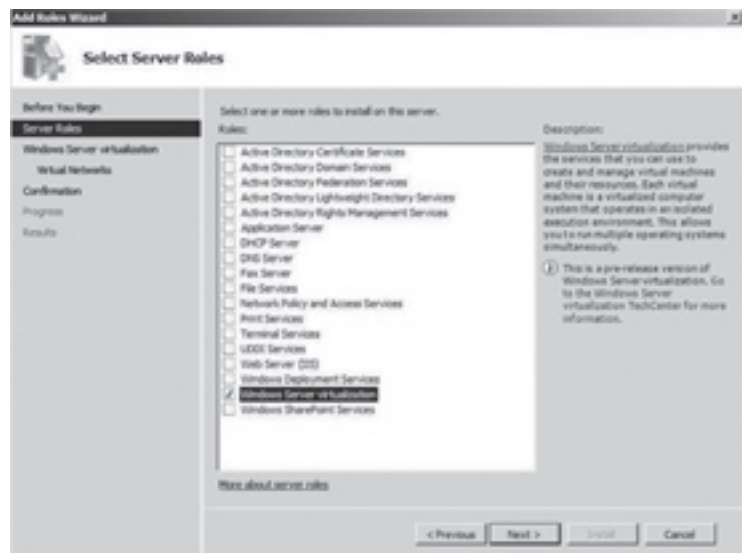 Add Roles Wizard
Select Server Roles
Before You Begin
Server Roles
Windows Server virtualization
Virtual Networks
Confirmation
Progress
Results
Select one or more roles to install on this server.
Roles:
Active Directory Certificate Services
Active Directory Domain Services
Active Directory Federation Services
Active Directory Lightweight Directory Services
Active Directory Rights Management Services
Application Server
DHCP Server
DNS Server
Fax Server
File Services
Network Policy and Access Services
Print Services
Terminal Services
UDDI Services
Web Server (IIS)
Windows Deployment Services
Windows Server virtualization
Windows SharePoint Services
More about server roles
Description:
Windows Server virtualization provides
the services that you can use to
create and manage virtual machines
and their resources. Each virtual
machine is a virtualized computer
system that operates in an isolated
execution environment. This allows
you to run multiple operating systems
simultaneously.
This is a pre-release version of
Windows Server virtualization. Go
to the Windows Server
virtualization TechCenter for more
information.
< Previous
Next >
Install
Cancel